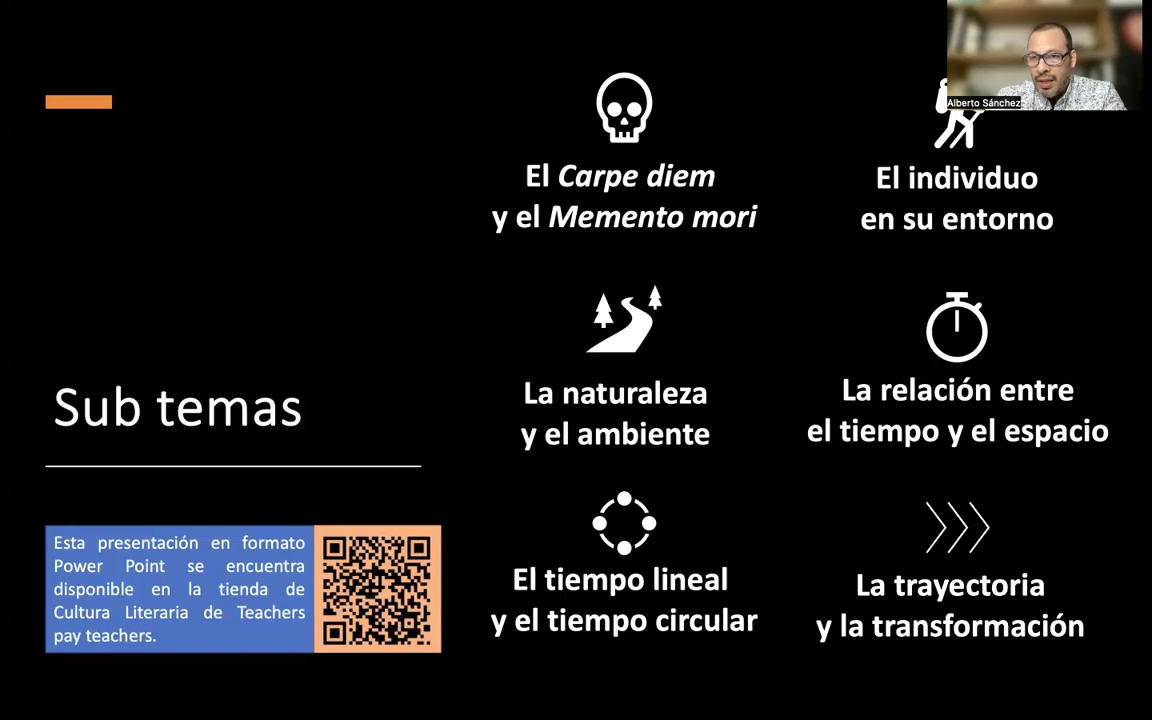 Alberto Sánchez
El Carpe diem
y el Memento mori
El individuo
en su entorno
La naturaleza
y el ambiente
La relación entre
el tiempo y el espacio
Sub temas
El tiempo lineal
y el tiempo circular
La trayectoria
y la transformación
Esta presentación en formato
Power Point se encuentra
disponible en la tienda de
Cultura Literaria de Teachers
pay teachers.